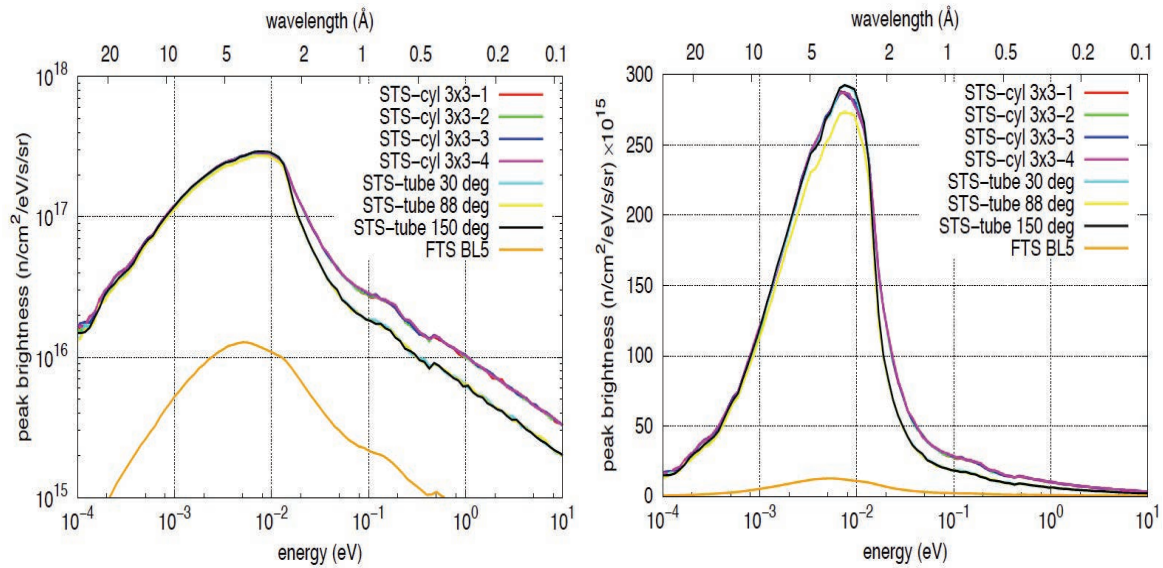 wavelength (Å)
20 10 5 2 1 0.5 0.2 0.1
10^18
10^17
10^16
10^15
peak brightness (n/cm^2/eV/s/sr)
STS-cyl 3x3-1
STS-cyl 3x3-2
STS-cyl 3x3-3
STS-cyl 3x3-4
STS-tube 30 deg
STS-tube 88 deg
STS-tube 150 deg
FTS BL5
10^-4 10^-3 10^-2 10^-1 10^0 10^1
energy (eV)
wavelength (Å)
20 10 5 2 1 0.5 0.2 0.1
300
250
200
150
100
50
0
peak brightness (n/cm^2/eV/s/sr) ×10^15
STS-cyl 3x3-1
STS-cyl 3x3-2
STS-cyl 3x3-3
STS-cyl 3x3-4
STS-tube 30 deg
STS-tube 88 deg
STS-tube 150 deg
FTS BL5
10^-4 10^-3 10^-2 10^-1 10^0 10^1
energy (eV)